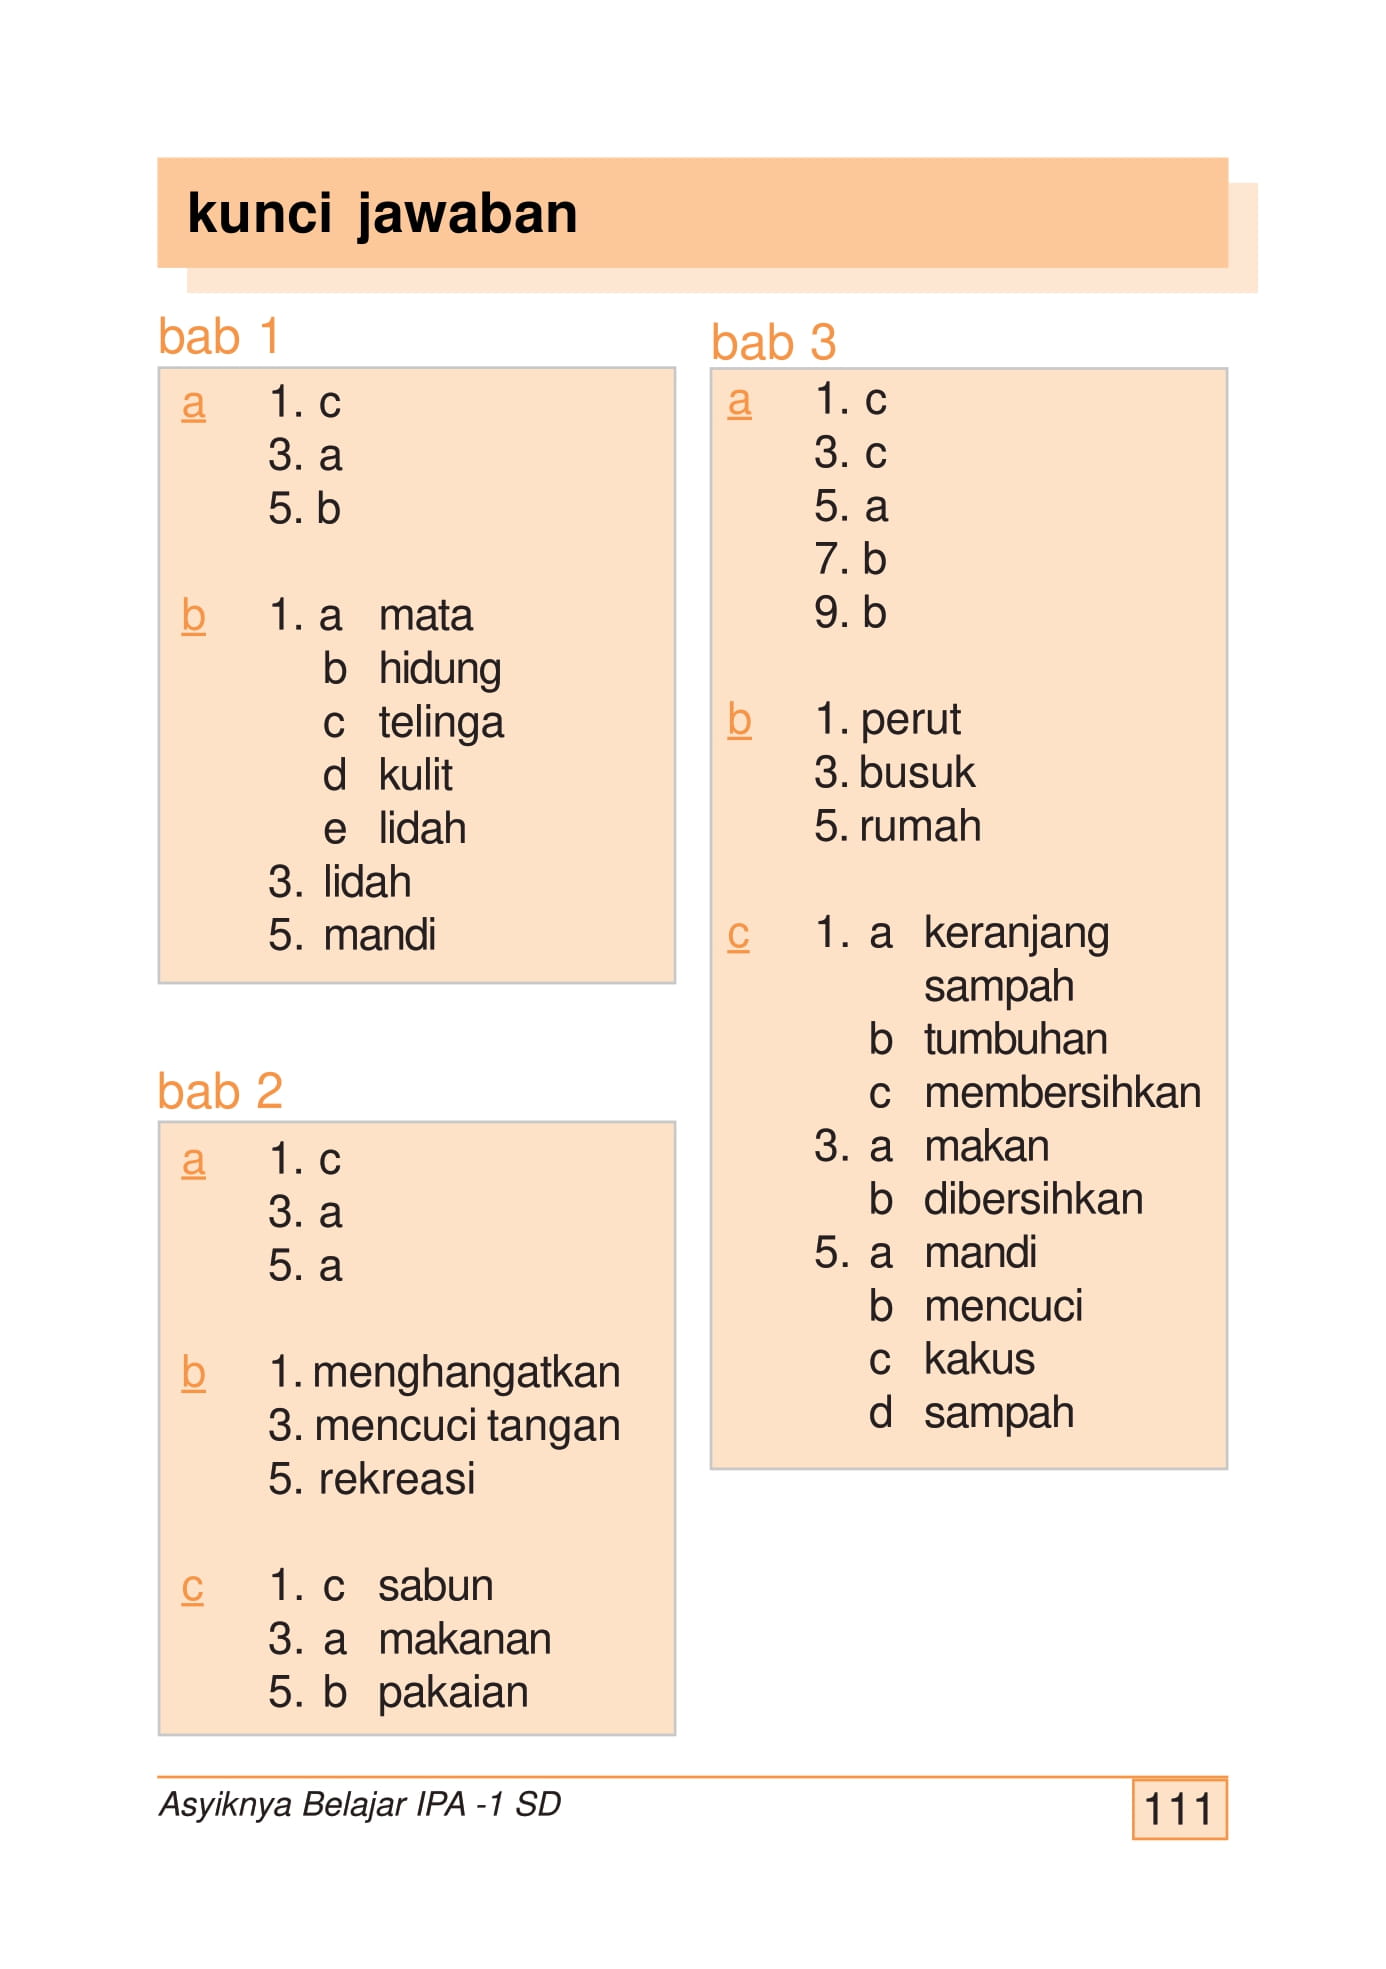 kunci jawaban
bab 1
a 1. c
3. a
5. b
b 1. a mata
b hidung
c telinga
d kulit
e lidah
3. lidah
5. mandi
bab 2
a 1. c
3. a
5. a
b 1. menghangatkan
3. mencuci tangan
5. rekreasi
c 1. c sabun
3. a makanan
5. b pakaian
bab 3
a 1. c
3. c
5. a
7. b
9. b
b 1. perut
3. busuk
5. rumah
c 1. a keranjang
sampah
b tumbuhan
c membersihkan
3. a makan
b dibersihkan
5. a mandi
b mencuci
c kakus
d sampah
Asyiknya Belajar IPA -1 SD
111